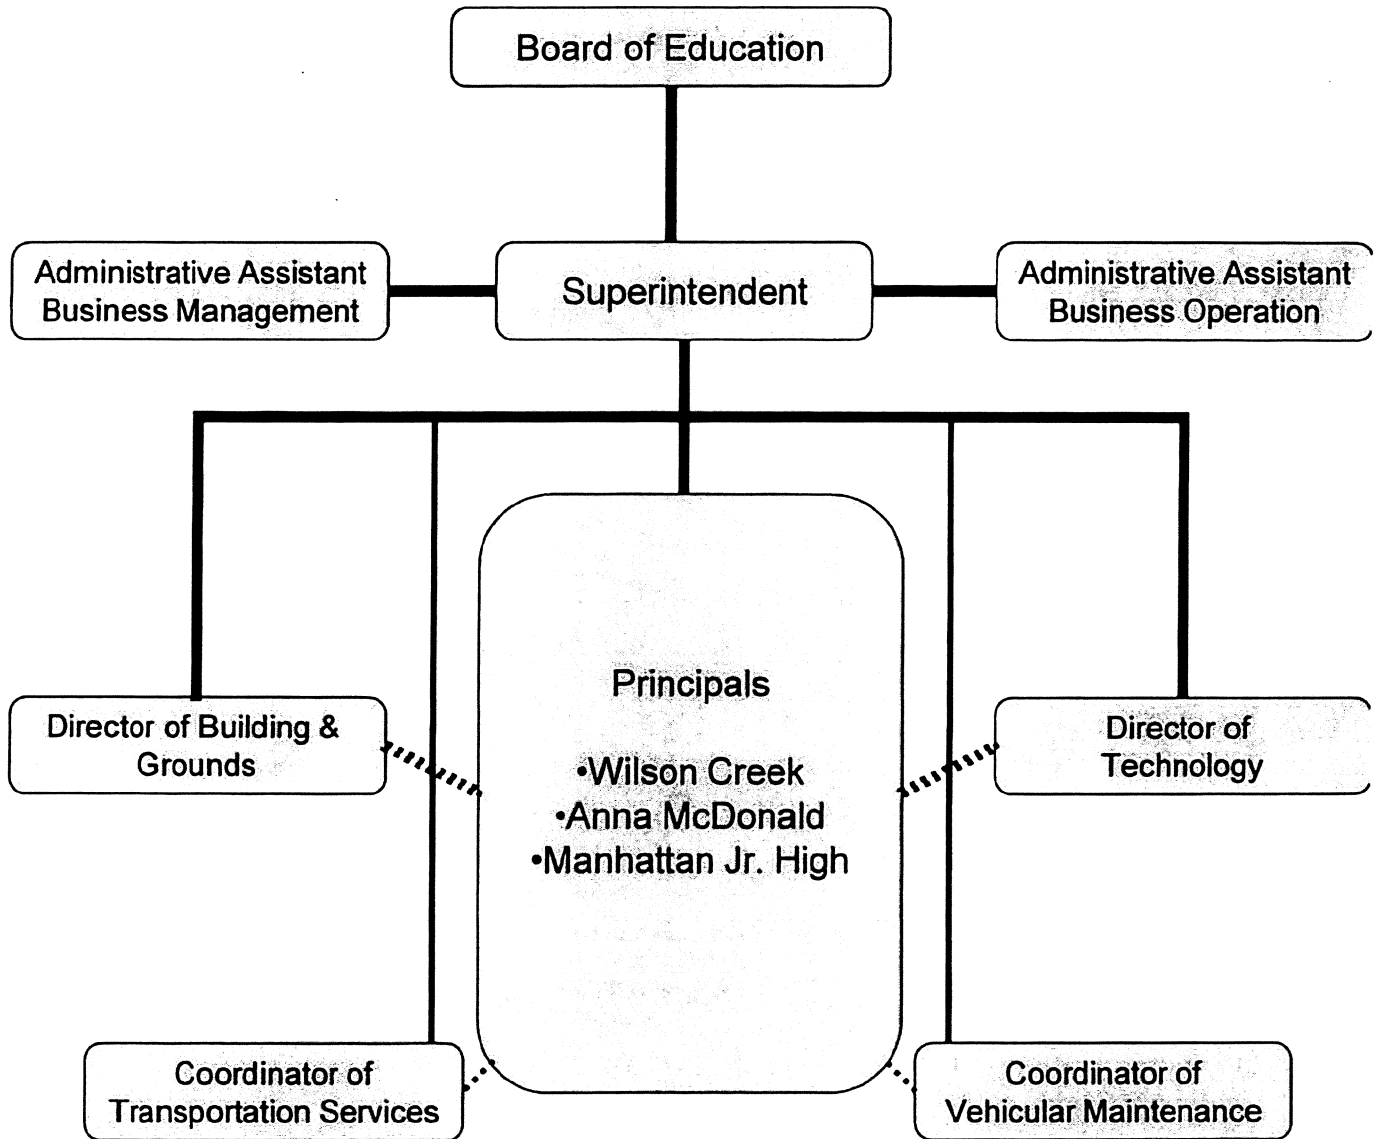 Board of Education
Administrative Assistant
Business Management
Superintendent
Administrative Assistant
Business Operation
Principals
•Wilson Creek
•Anna McDonald
•Manhattan Jr. High
Director of Building &
Grounds
Director of
Technology
Coordinator of
Transportation Services
Coordinator of
Vehicular Maintenance